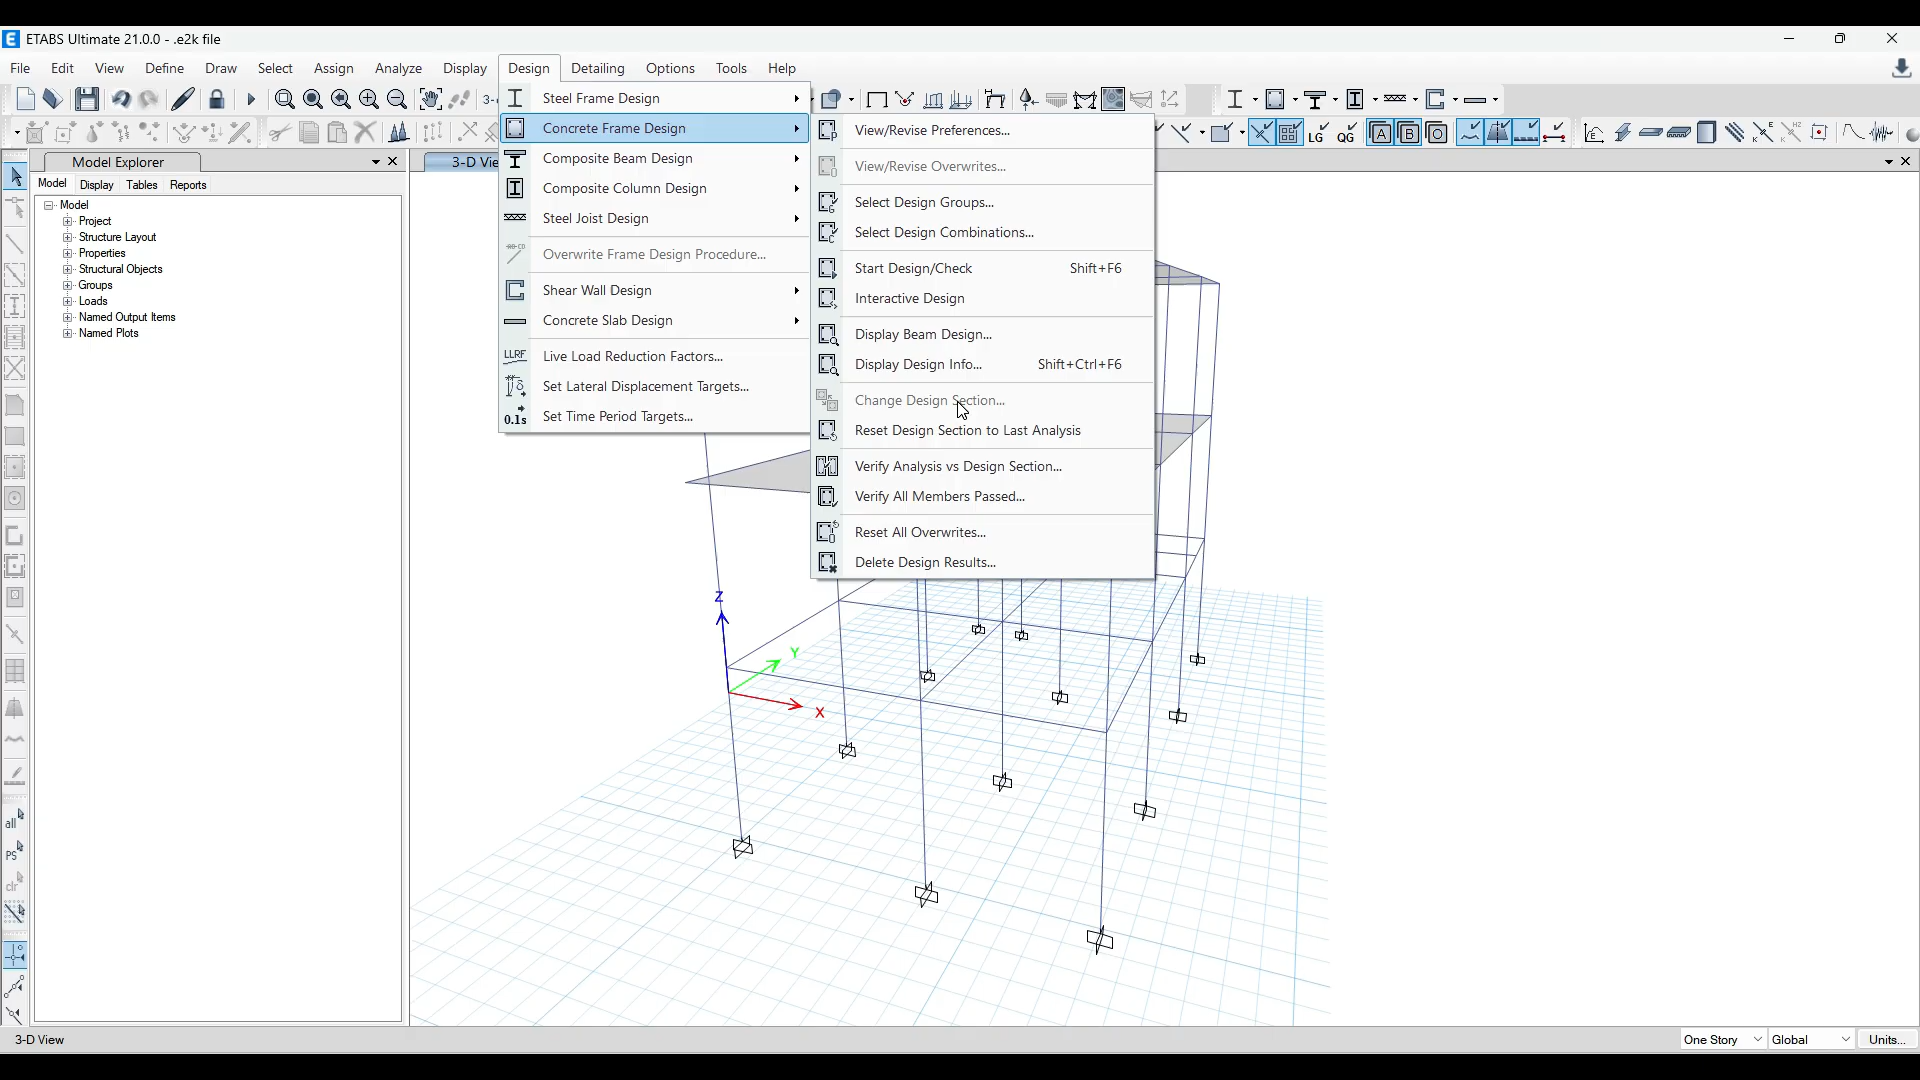 ETABS Ultimate 21.0.0 - .e2k file
File Edit View Define Draw Select Assign Analyze Display Design Detailing Options Tools Help
3-
LG QG
Model Explorer
3-D Vie
Model Display Tables Reports
Model
Project
Structure Layout
Properties
Structural Objects
Groups
Loads
Named Output Items
Named Plots
Steel Frame Design
Concrete Frame Design
Composite Beam Design
Composite Column Design
Steel Joist Design
Overwrite Frame Design Procedure...
Shear Wall Design
Concrete Slab Design
LLRF Live Load Reduction Factors...
Set Lateral Displacement Targets...
0.1s Set Time Period Targets...
View/Revise Preferences...
View/Revise Overwrites...
Select Design Groups...
Select Design Combinations...
Start Design/Check Shift+F6
Interactive Design
Display Beam Design...
Display Design Info... Shift+Ctrl+F6
Change Design Section...
Reset Design Section to Last Analysis
Verify Analysis vs Design Section...
Verify All Members Passed...
Reset All Overwrites...
Delete Design Results...
Z
Y
X
all
PS
clr
3-D View
One Story Global Units...